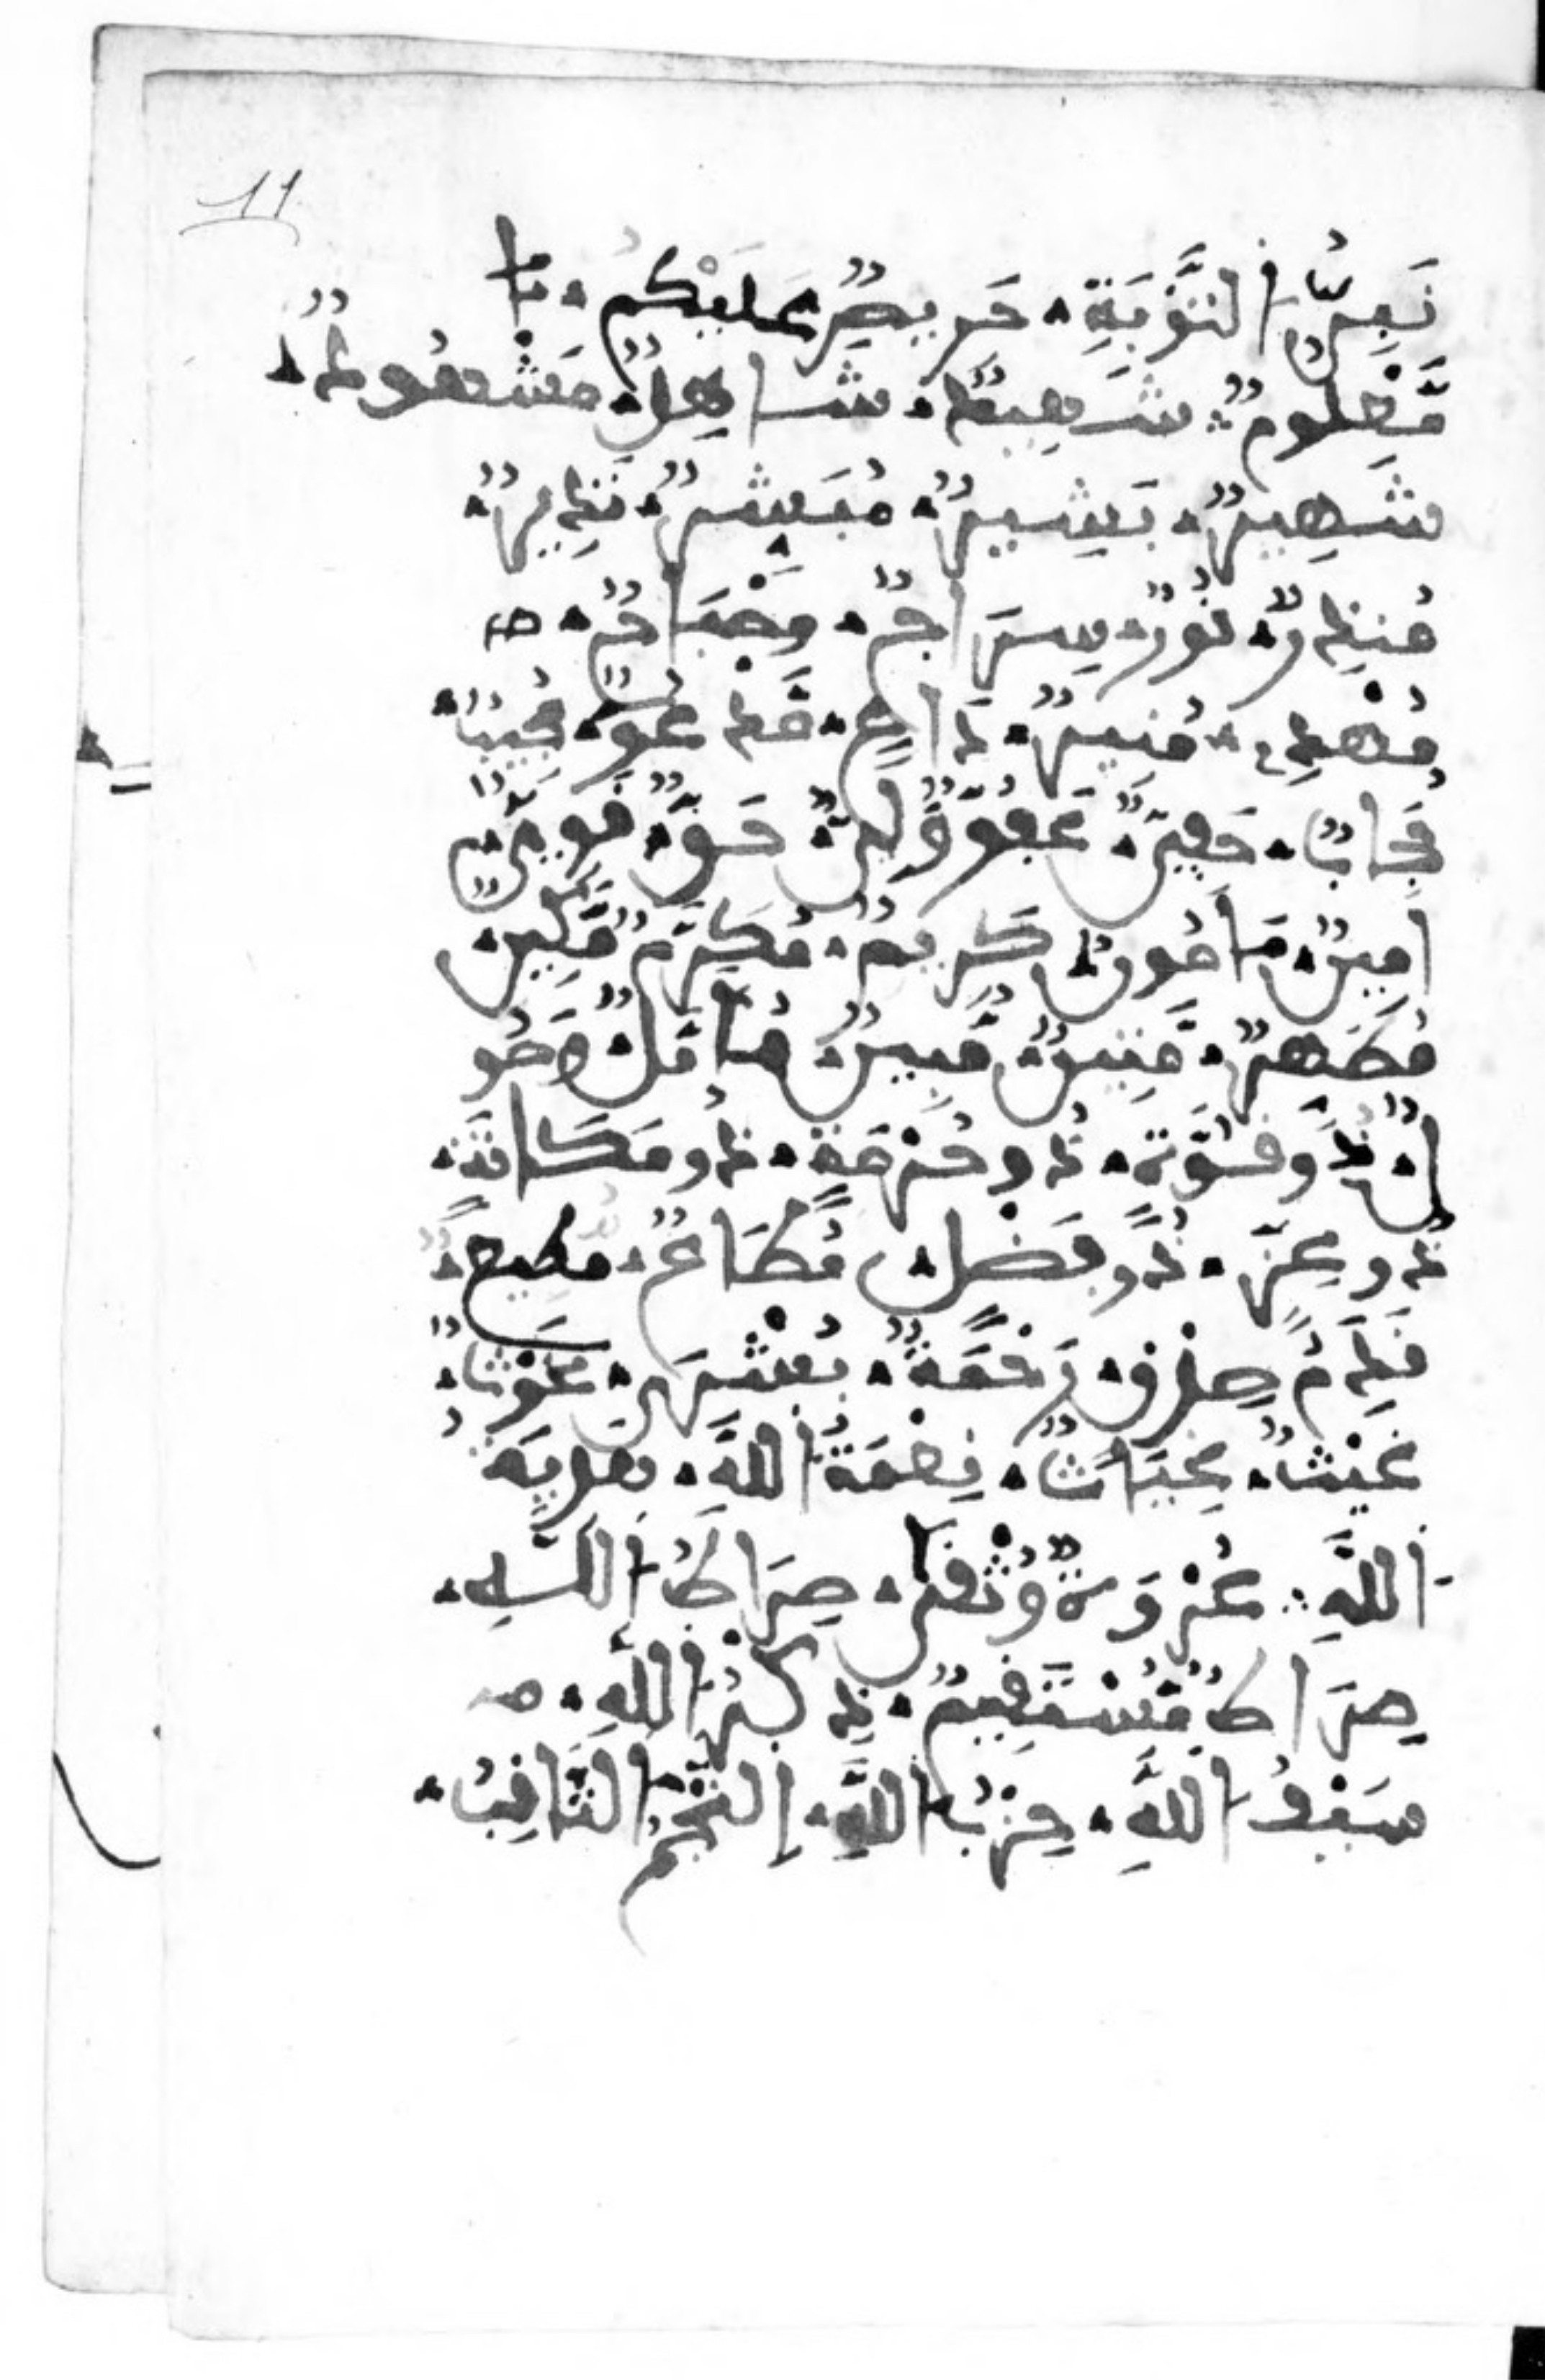 11
نَبِيُّ التَّوْبَةِ حَرِيصٌ عَلَيْكُم
مَّعْلُومٌ شَهِيدٌ شَاهِدٌ مَشْهُودٌ
شَهِيرٌ بَشِيرٌ مُبَشِّرٌ نَذِيرٌ
مُنذِرٌ نُورٌ سِرَاجٌ مِصْبَاحٌ
مُهْدِي مُنِيرٌ دَاعٍ مَدْعُوٌّ مُجِيبٌ
مُّجَابٌ حَفِيٌّ عَفُوٌّ وَّلِيٌّ حَقٌّ قَوِيٌّ
اَمِينٌ مَأمُونٌ كَرِيمٌ مُكَرَّمٌ مَّكِينٌ
مُطَهَّرٌ مَّتِينٌ مُّبِينٌ مُؤَمَّلٌ وَصُو
لٌ ذُو قُوَّةٍ ذُو حُرْمَةٍ ذُو مَكَانَةٍ
ذُو عِزٍّ ذُو فَضْلٍ مُطَاعٌ مُطِيعٌ
قَدَمُ صِدْقٍ رَحْمَةٌ بُشْرَى غَوْثٌ
غَيْثٌ غِيَاثٌ نِعْمَةُ اللَّهِ هَدِيَّةُ
اللَّهِ عُرْوَةٌ وُثْقَى صِرَاطُ اللَّهِ
صِرَاطٌ مُّسْتَقِيمٌ ذِكْرُ اللَّهِ
سَيْفُ اللَّهِ حِزْبُ اللَّهِ النَّجْمُ الثَّاقِبُ